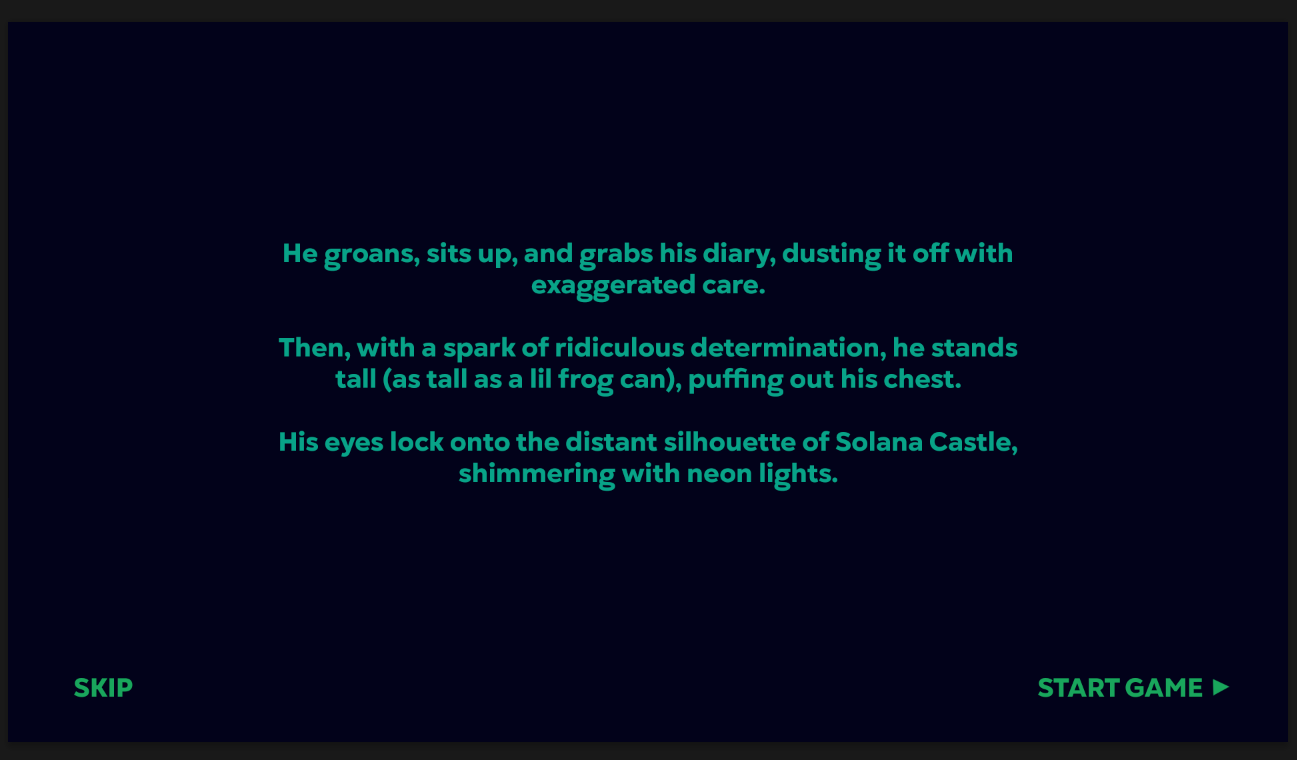 He groans, sits up, and grabs his diary, dusting it off with
exaggerated care.
Then, with a spark of ridiculous determination, he stands
tall (as tall as a lil frog can), puffing out his chest.
His eyes lock onto the distant silhouette of Solana Castle,
shimmering with neon lights.
SKIP
START GAME ►